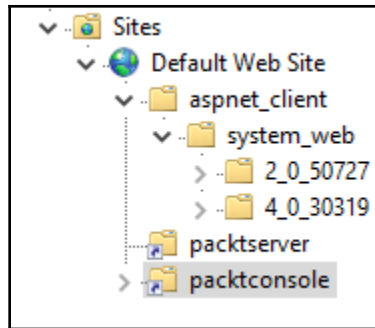 Sites
Default Web Site
aspnet_client
system_web
2_0_50727
4_0_30319
packtserver
packtconsole